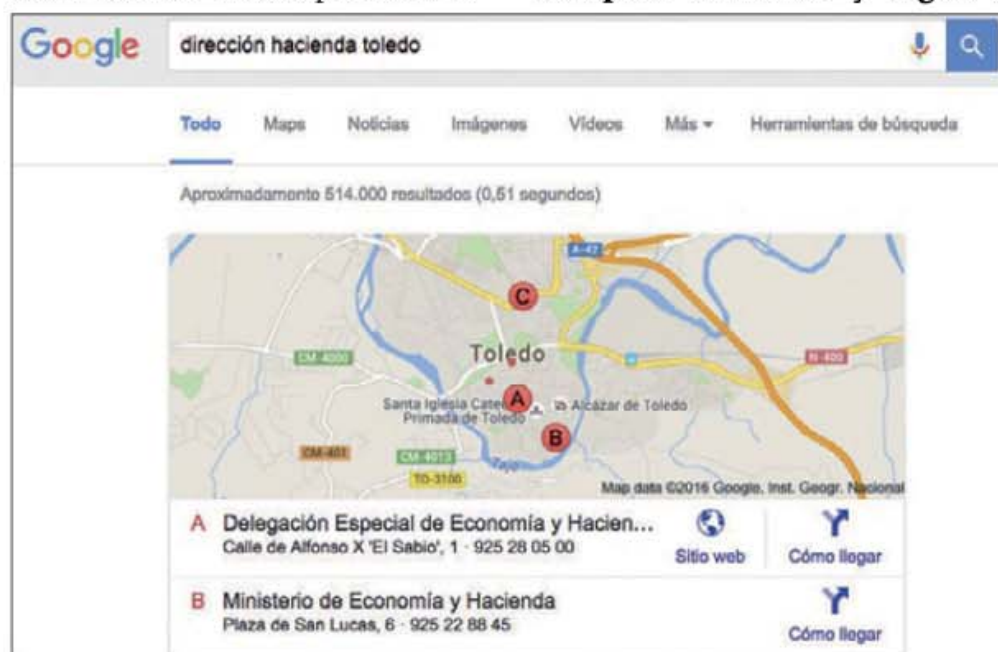 Google
dirección hacienda toledo
Todo Maps Noticias Imágenes Vídeos Más Herramientas de búsqueda
Aproximadamente 514.000 resultados (0,51 segundos)
A-42
C
CM-4000
Toledo
N-400
Santa Iglesia Cate
A
Alcázar de Toledo
Primada de Toledo
B
CM-401
CM-4013
Tajo
TO-3100
Map data ©2016 Google, Inst. Geogr. Nacional
A Delegación Especial de Economía y Hacien...
Calle de Alfonso X 'El Sabio', 1 · 925 28 05 00
Sitio web
Cómo llegar
B Ministerio de Economía y Hacienda
Plaza de San Lucas, 6 · 925 22 88 45
Cómo llegar